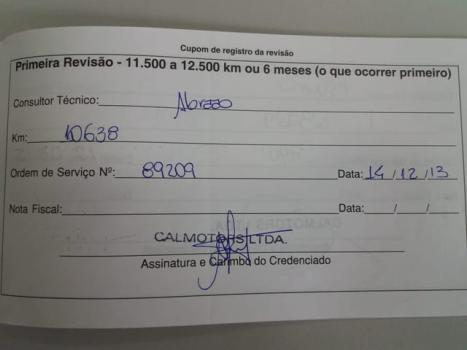 Cupom de registro da revisão
Primeira Revisão - 11.500 a 12.500 km ou 6 meses (o que ocorrer primeiro)
Consultor Técnico:
Km: 10638
Ordem de Serviço Nº: 89209 Data: 14/12/13
Nota Fiscal: Data: / /
CALMOTORS LTDA.
Assinatura e Carimbo do Credenciado